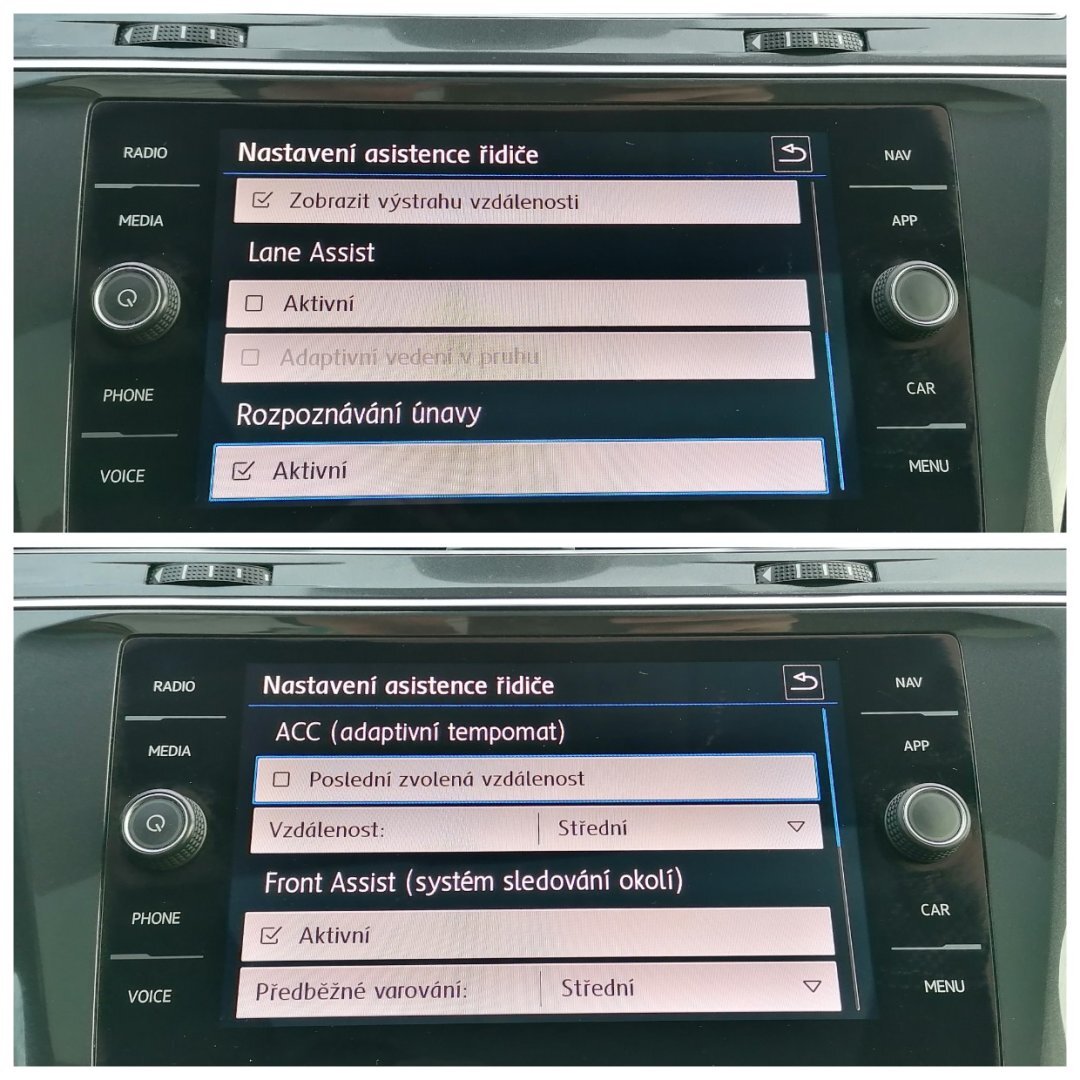 RADIO
MEDIA
PHONE
VOICE
Nastavení asistence řidiče
Zobrazit výstrahu vzdálenosti
Lane Assist
Aktivní
Adaptivní vedení v pruhu
Rozpoznávání únavy
Aktivní
NAV
APP
CAR
MENU
RADIO
MEDIA
PHONE
VOICE
Nastavení asistence řidiče
ACC (adaptivní tempomat)
Poslední zvolená vzdálenost
Vzdálenost: Střední
Front Assist (systém sledování okolí)
Aktivní
Předběžné varování: Střední
NAV
APP
CAR
MENU